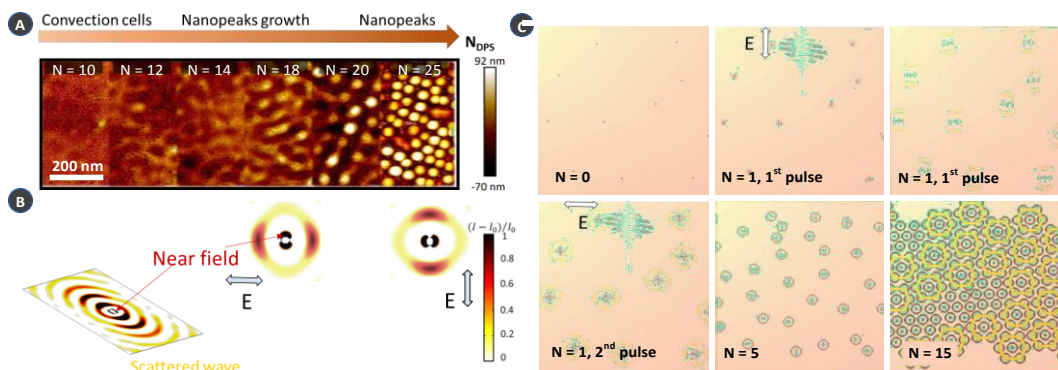 A
Convection cells Nanopeaks growth Nanopeaks
N_DPS
92 nm
N = 10 N = 12 N = 14 N = 18 N = 20 N = 25
200 nm
-70 nm
B
Near field
E
E
(I – I₀)/I₀
1
0.8
0.6
0.4
0.2
0
Scattered wave
C
E
N = 0
N = 1, 1st pulse
N = 1, 1st pulse
E
N = 1, 2nd pulse
N = 5
N = 15